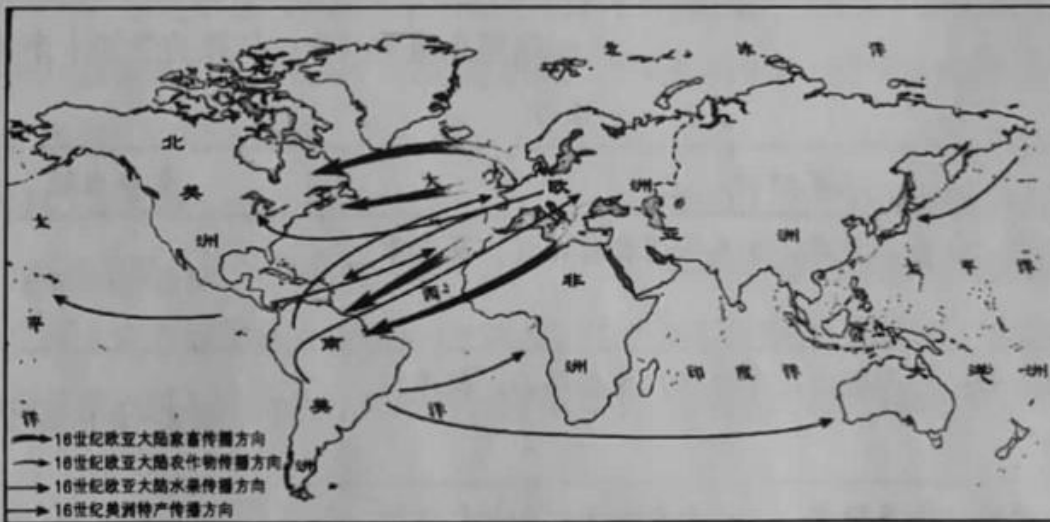 北 冰 洋
北 美 洲
大 西 洋
欧 洲
亚 洲
太 平 洋
太 平 洋
非 洲
南 美 洲
印 度 洋
大 洋 洲
16世纪欧亚大陆家畜传播方向
16世纪欧亚大陆农作物传播方向
16世纪欧亚大陆水果传播方向
16世纪美洲特产传播方向